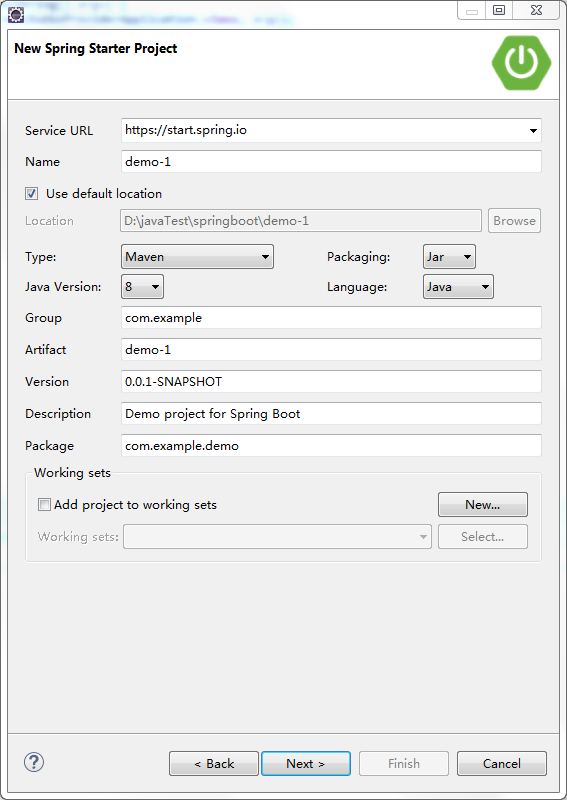 New Spring Starter Project
Service URL https://start.spring.io
Name demo-1
Use default location
Location D:\javaTest\springboot\demo-1 Browse
Type: Maven Packaging: Jar
Java Version: 8 Language: Java
Group com.example
Artifact demo-1
Version 0.0.1-SNAPSHOT
Description Demo project for Spring Boot
Package com.example.demo
Working sets
Add project to working sets New...
Working sets: Select...
? < Back Next > Finish Cancel